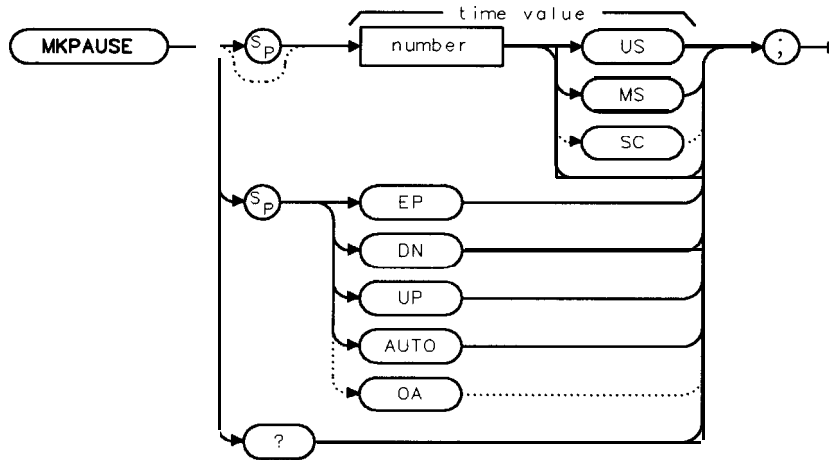 time value
MKPAUSE SP number US ;
MS
SC
SP EP
DN
UP
AUTO
OA
?